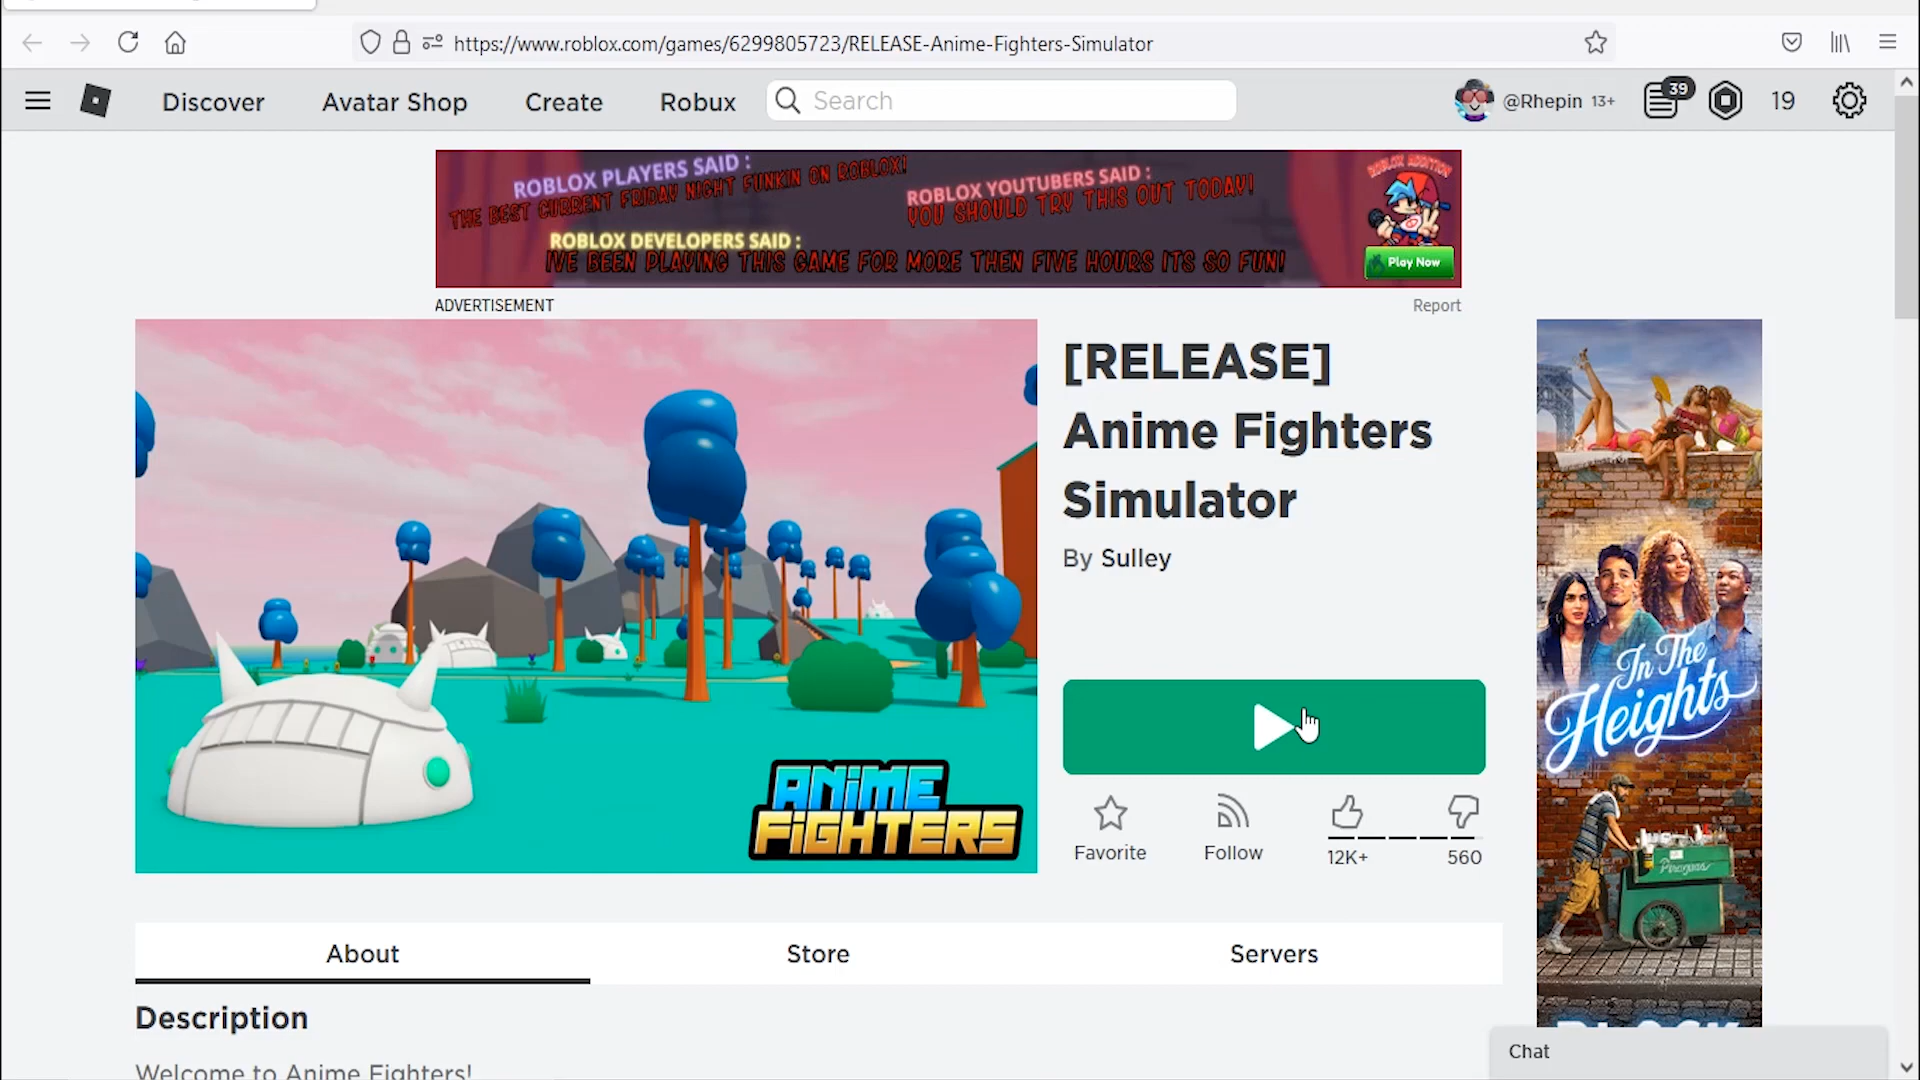 https://www.roblox.com/games/6299805723/RELEASE-Anime-Fighters-Simulator
Discover
Avatar Shop
Create
Robux
Search
@Rhepin 13+
39
19
ROBLOX PLAYERS SAID :
THE BEST CURRENT FRIDAY NIGHT FUNKIN ON ROBLOX!
ROBLOX YOUTUBERS SAID :
YOU SHOULD TRY THIS OUT TODAY!
ROBLOX DEVELOPERS SAID :
IVE BEEN PLAYING THIS GAME FOR MORE THEN FIVE HOURS ITS SO FUN!
ROBLOX ADDITION
Play Now
ADVERTISEMENT
Report
[RELEASE]
Anime Fighters
Simulator
By Sulley
ANIME
FIGHTERS
Favorite
Follow
12K+
560
In The
Heights
Piraguas
About
Store
Servers
Description
Welcome to Anime Fighters!
Chat